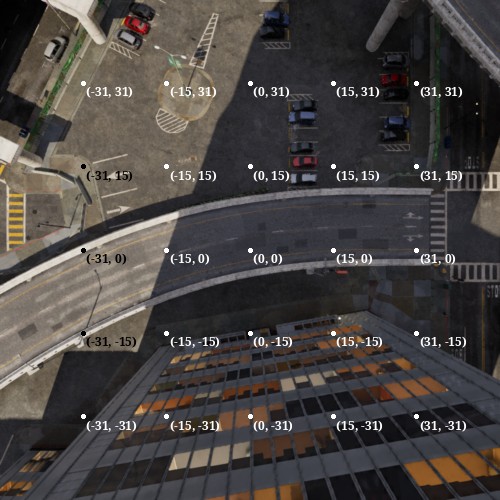 (-31, 31) (-15, 31) (0, 31) (15, 31) (31, 31)
(-31, 15) (-15, 15) (0, 15) (15, 15) (31, 15)
(-31, 0) (-15, 0) (0, 0) (15, 0) (31, 0)
(-31, -15) (-15, -15) (0, -15) (15, -15) (31, -15)
(-31, -31) (-15, -31) (0, -31) (15, -31) (31, -31)